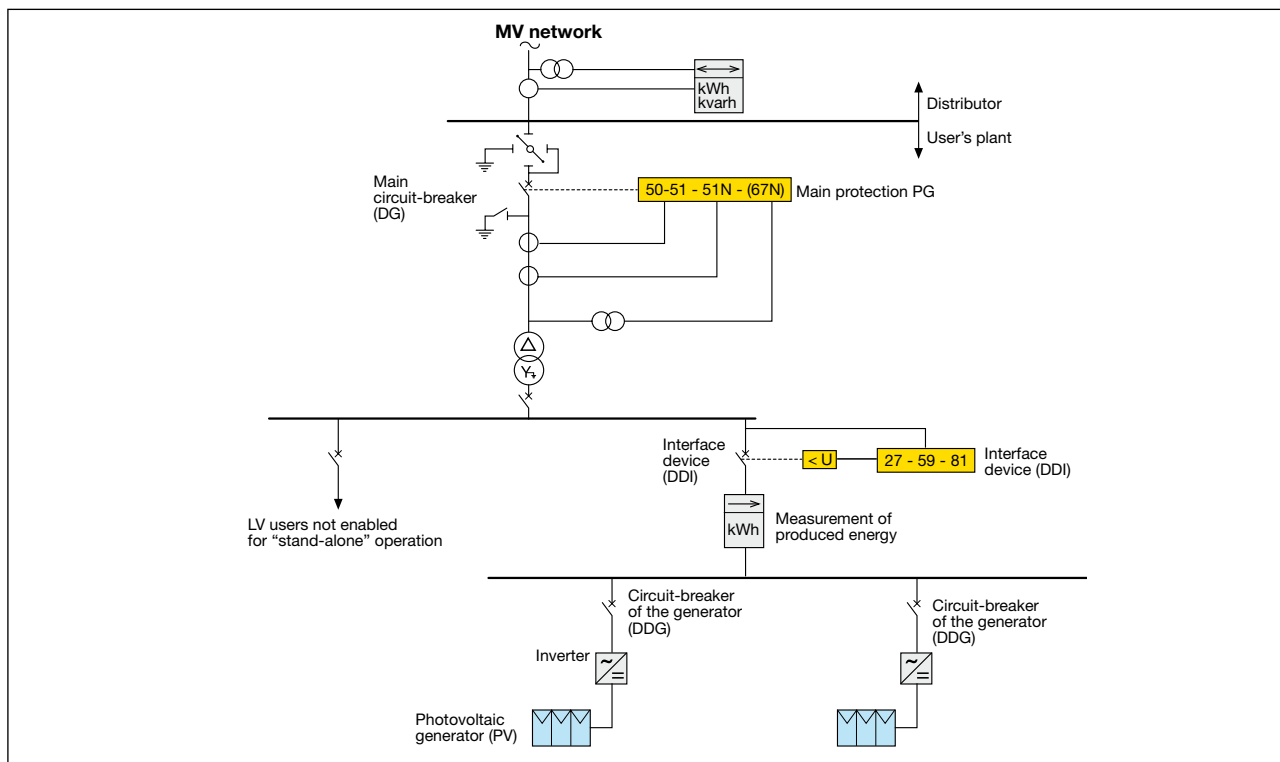 MV network
kWh
kvarh
Distributor
User's plant
Main
circuit-breaker
(DG)
50-51 - 51N - (67N)
Main protection PG
Interface
device
(DDI)
< U
27 - 59 - 81
Interface
device (DDI)
LV users not enabled
for “stand-alone” operation
kWh
Measurement of
produced energy
Circuit-breaker
of the generator
(DDG)
Circuit-breaker
of the generator
(DDG)
Inverter
Photovoltaic
generator (PV)